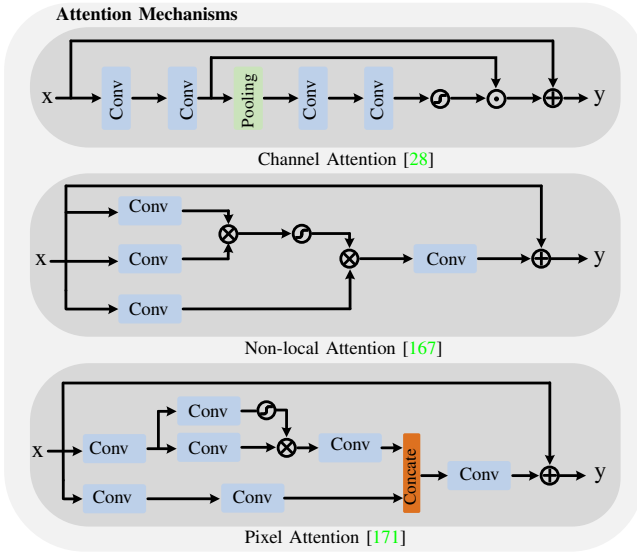 Attention Mechanisms
x
Conv
Conv
Pooling
Conv
Conv
y
Channel Attention [28]
Conv
x
Conv
Conv
Conv
y
Non-local Attention [167]
Conv
x
Conv
Conv
Conv
Concate
Conv
y
Conv
Conv
Pixel Attention [171]